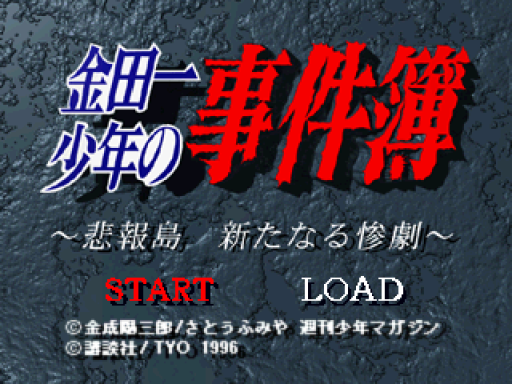 金田一
少年の
事件簿
～悲報島 新たなる惨劇～
START LOAD
©金成陽三郎/さとうふみや 週刊少年マガジン
©講談社/TYO 1996